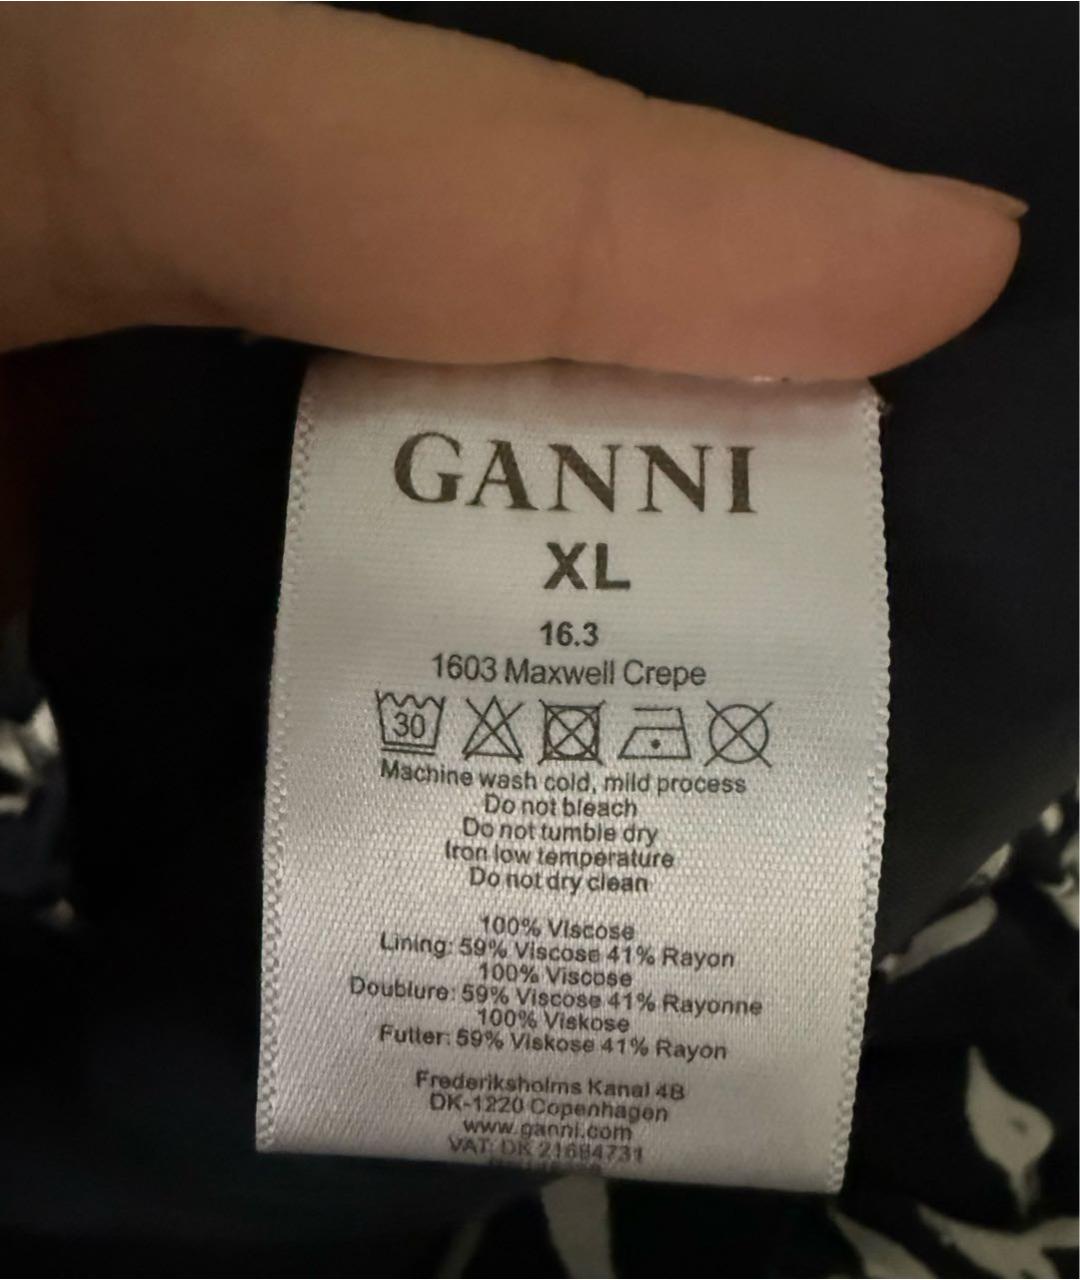 GANNI
XL
16.3
1603 Maxwell Crepe
30
Machine wash cold, mild process
Do not bleach
Do not tumble dry
Iron low temperature
Do not dry clean
100% Viscose
Lining: 59% Viscose 41% Rayon
100% Viscose
Doublure: 59% Viscose 41% Rayonne
100% Viskose
Futter: 59% Viskose 41% Rayon
Frederiksholms Kanal 4B
DK-1220 Copenhagen
www.ganni.com
VAT: DK 21684731